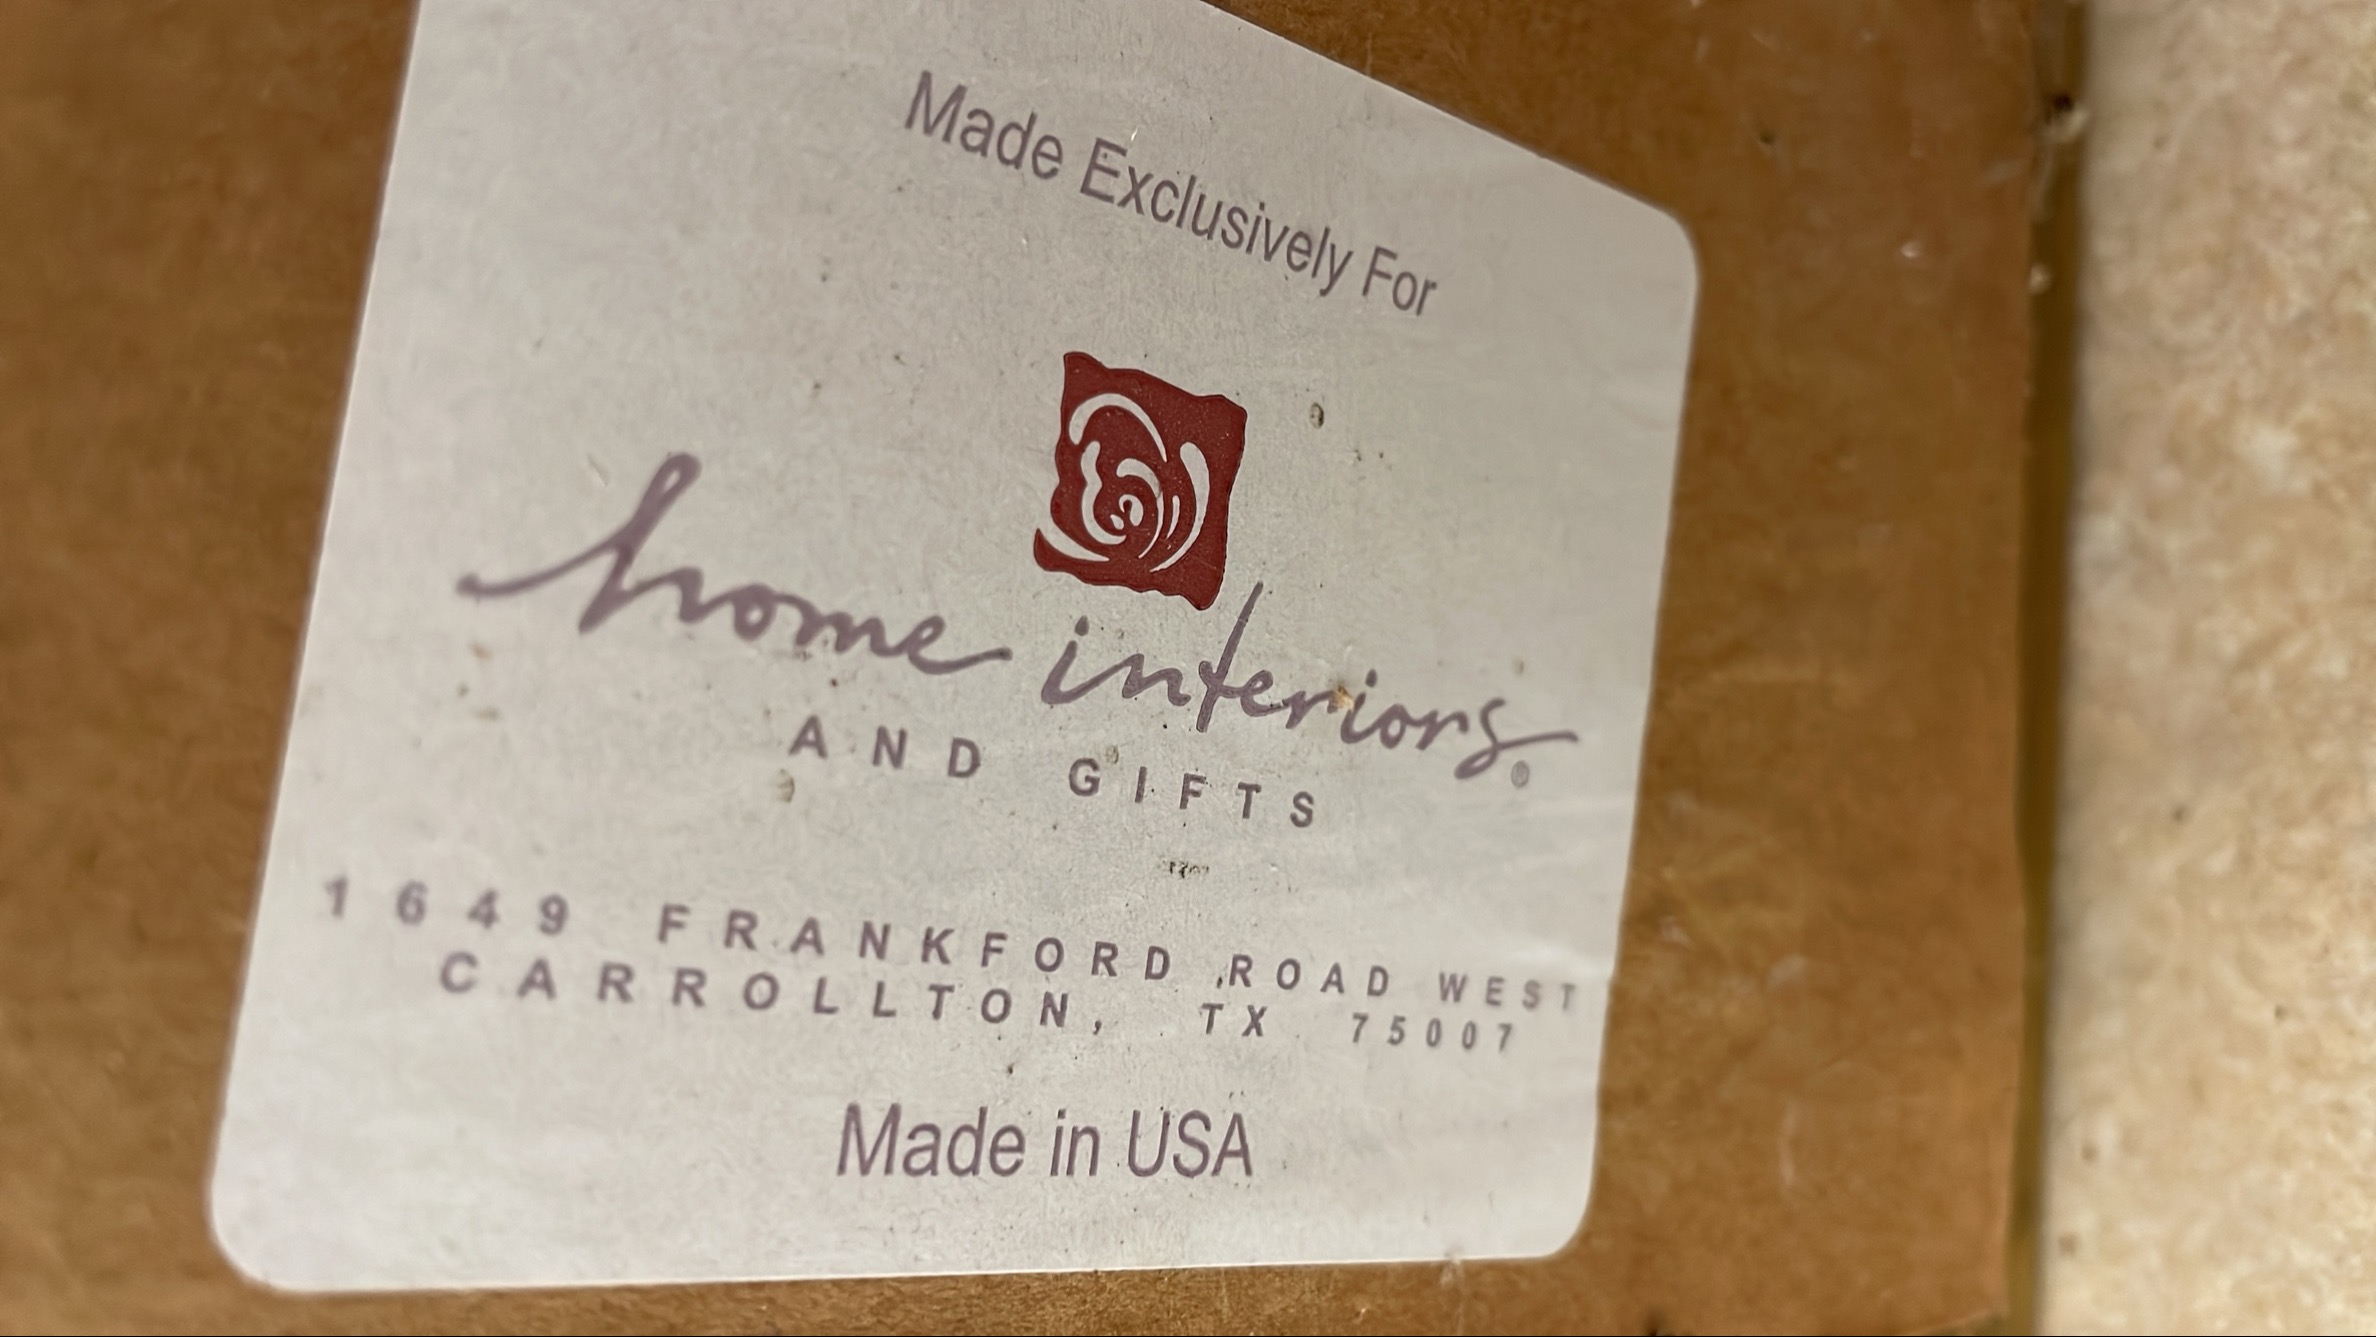 Made Exclusively For
home interiors®
AND GIFTS
1649 FRANKFORD ROAD WEST
CARROLLTON, TX 75007
Made in USA